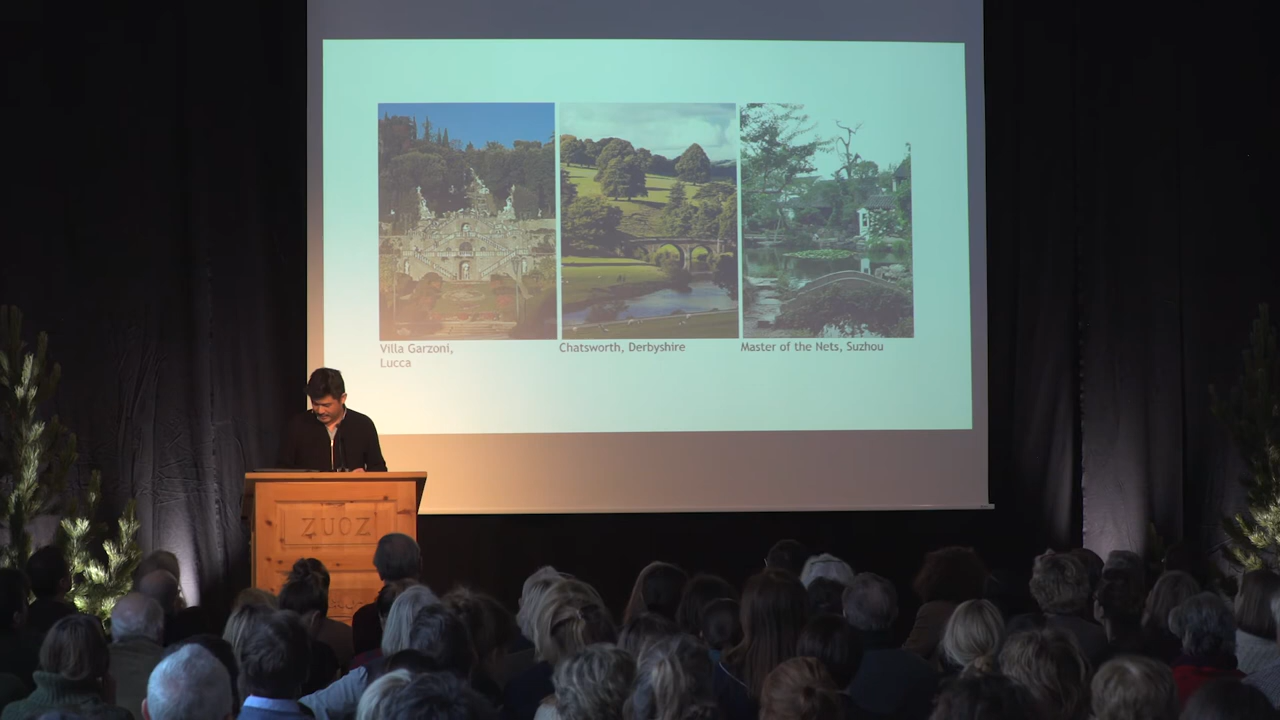 Villa Garzoni,
Lucca
Chatsworth, Derbyshire
Master of the Nets, Suzhou
ZUOZ